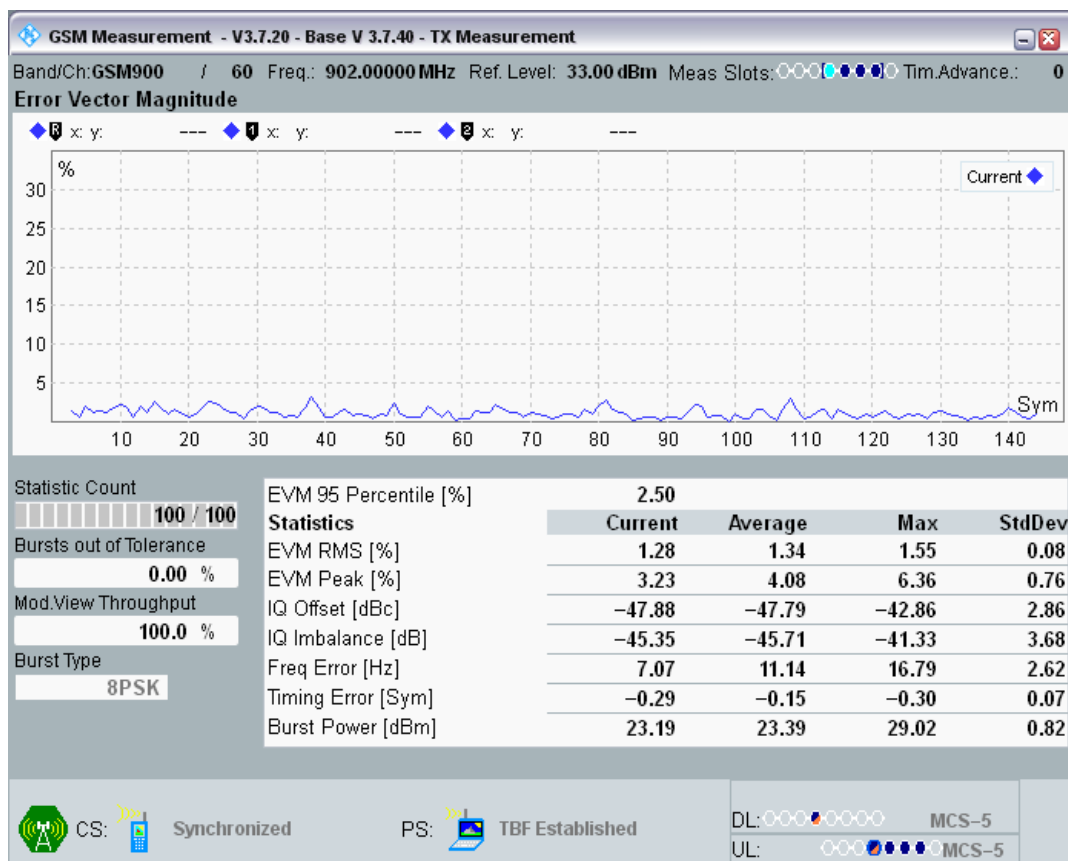 GSM Measurement - V3.7.20 - Base V 3.7.40 - TX Measurement
Band/Ch: GSM900 / 60 Freq.: 902.00000 MHz Ref. Level: 33.00 dBm Meas Slots: Tim.Advance.: 0
Error Vector Magnitude
R x: y: --- 1 x: y: --- 2 x: y: ---
%
Current
30
25
20
15
10
5
Sym
10 20 30 40 50 60 70 80 90 100 110 120 130 140
Statistic Count
100 / 100
Bursts out of Tolerance
0.00 %
Mod.View Throughput
100.0 %
Burst Type
8PSK
EVM 95 Percentile [%] 2.50
Statistics Current Average Max StdDev
EVM RMS [%] 1.28 1.34 1.55 0.08
EVM Peak [%] 3.23 4.08 6.36 0.76
IQ Offset [dBc] −47.88 −47.79 −42.86 2.86
IQ Imbalance [dB] −45.35 −45.71 −41.33 3.68
Freq Error [Hz] 7.07 11.14 16.79 2.62
Timing Error [Sym] −0.29 −0.15 −0.30 0.07
Burst Power [dBm] 23.19 23.39 29.02 0.82
CS: Synchronized PS: TBF Established
DL: MCS−5
UL: MCS−5